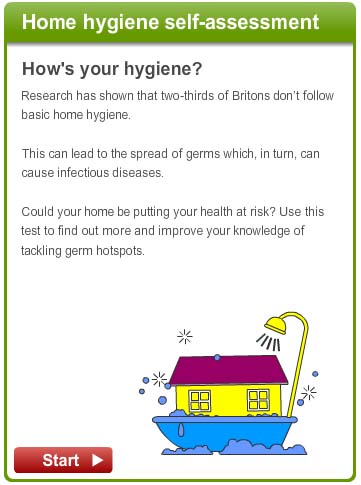 Home hygiene self-assessment
How's your hygiene?
Research has shown that two-thirds of Britons don't follow
basic home hygiene.
This can lead to the spread of germs which, in turn, can
cause infectious diseases.
Could your home be putting your health at risk? Use this
test to find out more and improve your knowledge of
tackling germ hotspots.
Start